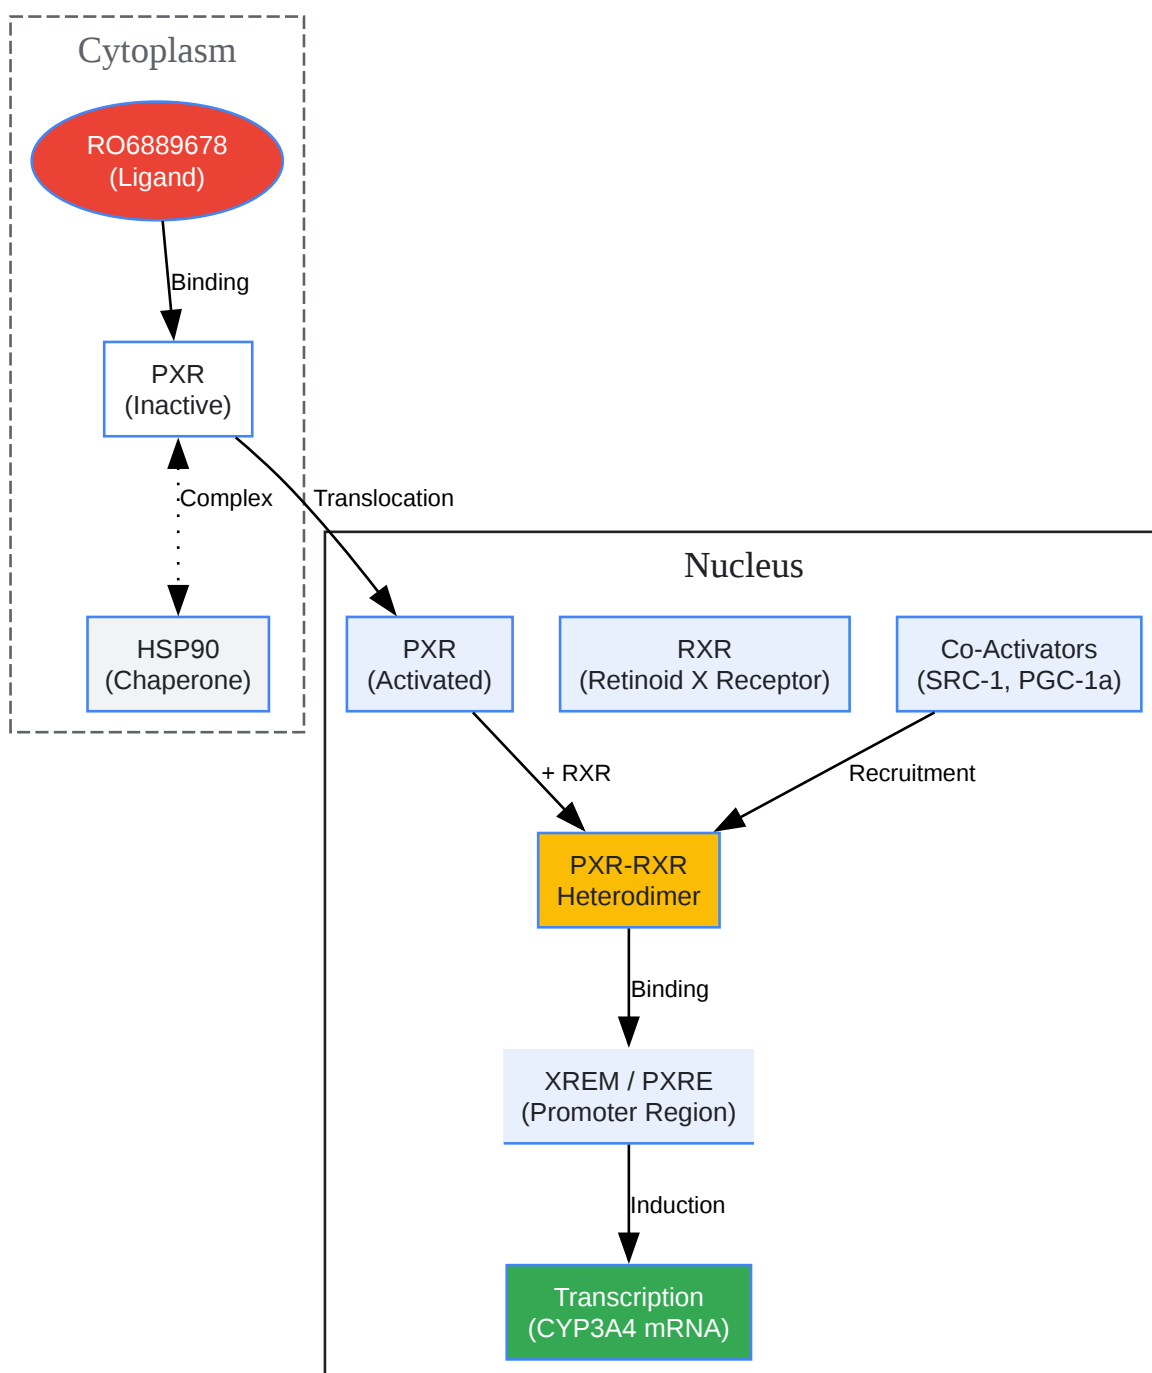 Cytoplasm
RO6889678
(Ligand)
Binding
PXR
(Inactive)
Complex
Translocation
HSP90
(Chaperone)
Nucleus
PXR
(Activated)
RXR
(Retinoid X Receptor)
Co-Activators
(SRC-1, PGC-1a)
+ RXR
Recruitment
PXR-RXR
Heterodimer
Binding
XREM / PXRE
(Promoter Region)
Induction
Transcription
(CYP3A4 mRNA)